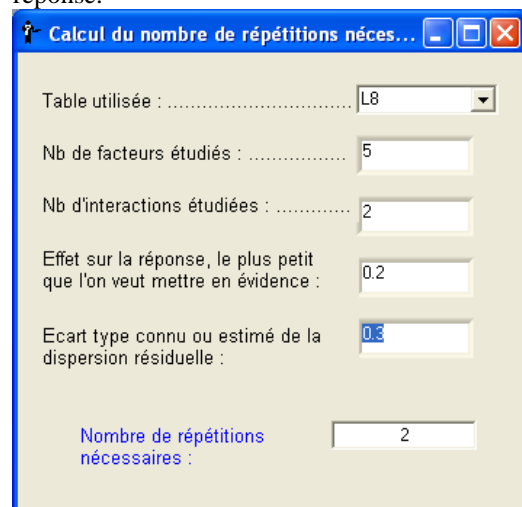 réponse.
Calcul du nombre de répétitions néces...
Table utilisée : ................................ L8
Nb de facteurs étudiés : ................. 5
Nb d'interactions étudiées : ............. 2
Effet sur la réponse, le plus petit
que l'on veut mettre en évidence : 0.2
Ecart type connu ou estimé de la
dispersion résiduelle : 0.3
Nombre de répétitions
nécessaires : 2